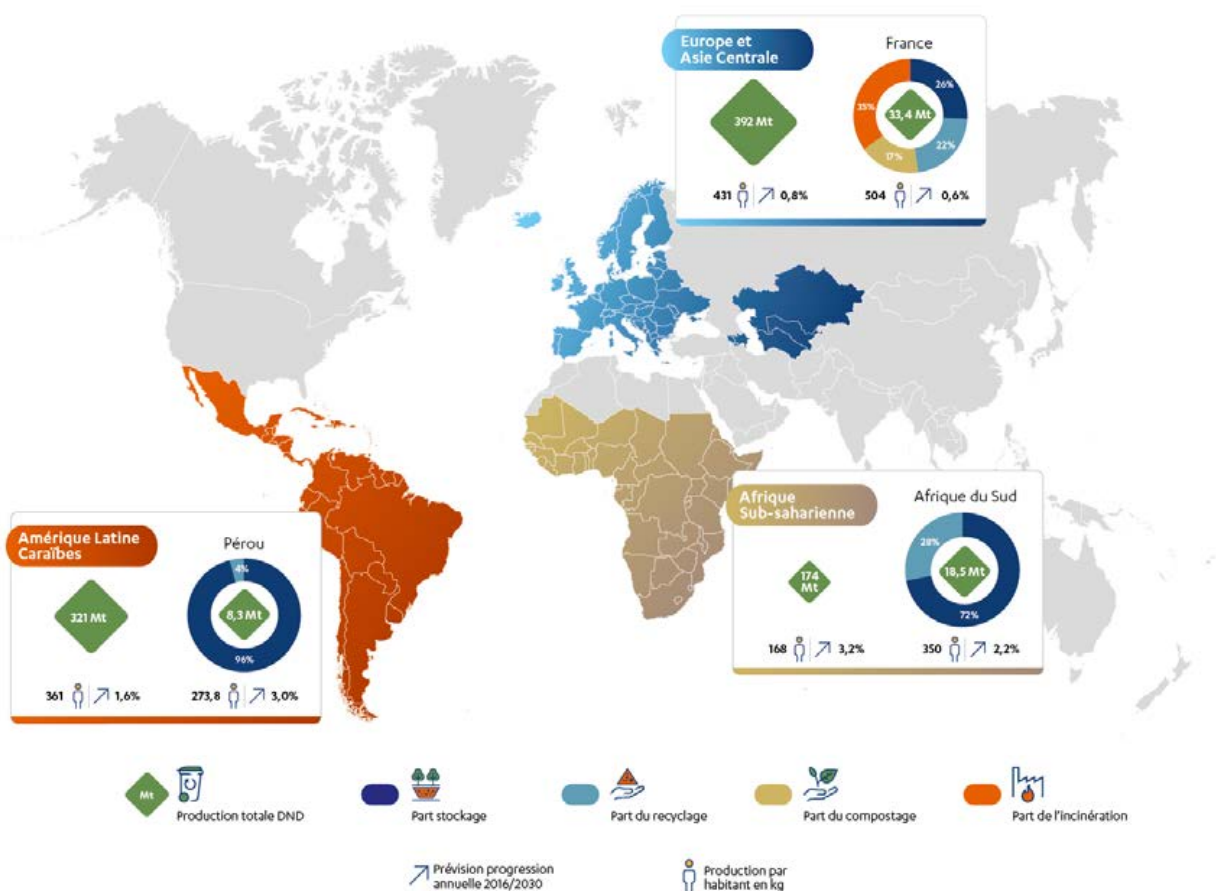 Europe et
Asie Centrale
France
392 Mt
26%
35%
33,4 Mt
22%
17%
431
0,8%
504
0,6%
Amérique Latine
Caraïbes
Pérou
4%
321 Mt
8,3 Mt
96%
361
1,6%
273,8
3,0%
Afrique
Sub-saharienne
Afrique du Sud
28%
174
Mt
18,5 Mt
72%
168
3,2%
350
2,2%
Mt
Production totale DND
Part stockage
Part du recyclage
Part du compostage
Part de l'incinération
Prévision progression
annuelle 2016/2030
Production par
habitant en kg